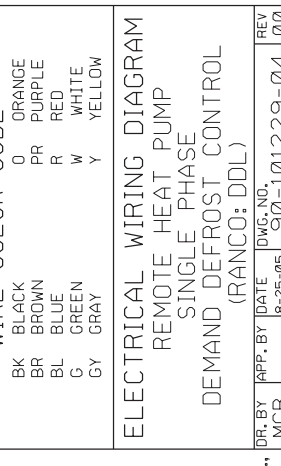 WIRE COLOR CODE
BK BLACK O ORANGE
BR BROWN PR PURPLE
BL BLUE R RED
G GREEN W WHITE
GY GRAY Y YELLOW
ELECTRICAL WIRING DIAGRAM
REMOTE HEAT PUMP
SINGLE PHASE
DEMAND DEFROST CONTROL
(RANCO: DDL)
DR. BY APP. BY DATE DWG. NO. REV
MCB 8-25-05 90-101229-04 00